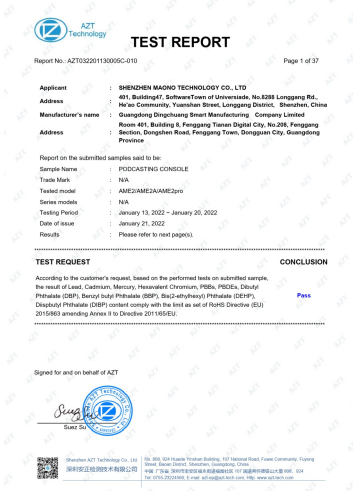 AZT
Technology
TEST REPORT
Report No.: AZT032201130005C-010 Page 1 of 37
Applicant : SHENZHEN MAONO TECHNOLOGY CO., LTD
Address : 401, Building47, SoftwareTown of Universiade, No.8288 Longgang Rd.,
He'ao Community, Yuanshan Street, Longgang District, Shenzhen, China
Manufacturer's name : Guangdong Dingchuang Smart Manufacturing Company Limited
Address : Room 401, Building 8, Fenggang Tianan Digital City, No.208, Fenggang
Section, Dongshen Road, Fenggang Town, Dongguan City, Guangdong
Province
Report on the submitted samples said to be:
Sample Name : PODCASTING CONSOLE
Trade Mark : N/A
Tested model : AME2/AME2A/AME2pro
Series models : N/A
Testing Period : January 13, 2022 ~ January 20, 2022
Date of issue : January 21, 2022
Results : Please refer to next page(s).
TEST REQUEST CONCLUSION
According to the customer's request, based on the performed tests on submitted sample,
the result of Lead, Cadmium, Mercury, Hexavalent Chromium, PBBs, PBDEs, Dibutyl
Phthalate (DBP), Benzyl butyl Phthalate (BBP), Bis(2-ethylhexyl) Phthalate (DEHP),
Diisobutyl Phthalate (DIBP) content comply with the limit as set of RoHS Directive (EU)
2015/863 amending Annex II to Directive 2011/65/EU.
Pass
Signed for and on behalf of AZT
Suez Su
Shenzhen AZT Technology Co., Ltd.
深圳安正检测技术有限公司